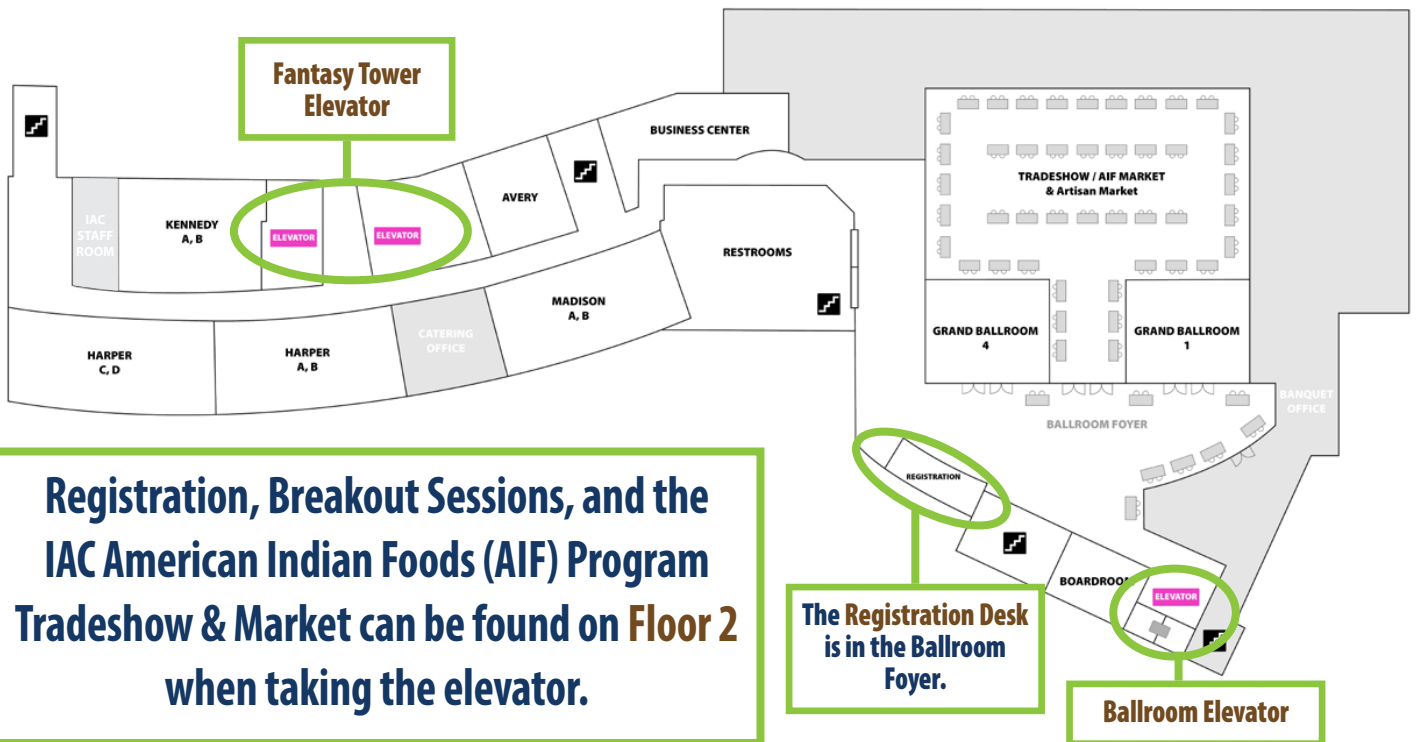 Fantasy Tower
Elevator
BUSINESS CENTER
TRADESHOW / AIF MARKET
& Artisan Market
AVERY
IAC
STAFF
ROOM
KENNEDY
A, B
ELEVATOR
ELEVATOR
RESTROOMS
MADISON
A, B
CATERING
OFFICE
HARPER
C, D
HARPER
A, B
GRAND BALLROOM
4
GRAND BALLROOM
1
BANQUET
OFFICE
BALLROOM FOYER
REGISTRATION
BOARDROOM
ELEVATOR
Registration, Breakout Sessions, and the
IAC American Indian Foods (AIF) Program
Tradeshow & Market can be found on Floor 2
when taking the elevator.
The Registration Desk
is in the Ballroom
Foyer.
Ballroom Elevator